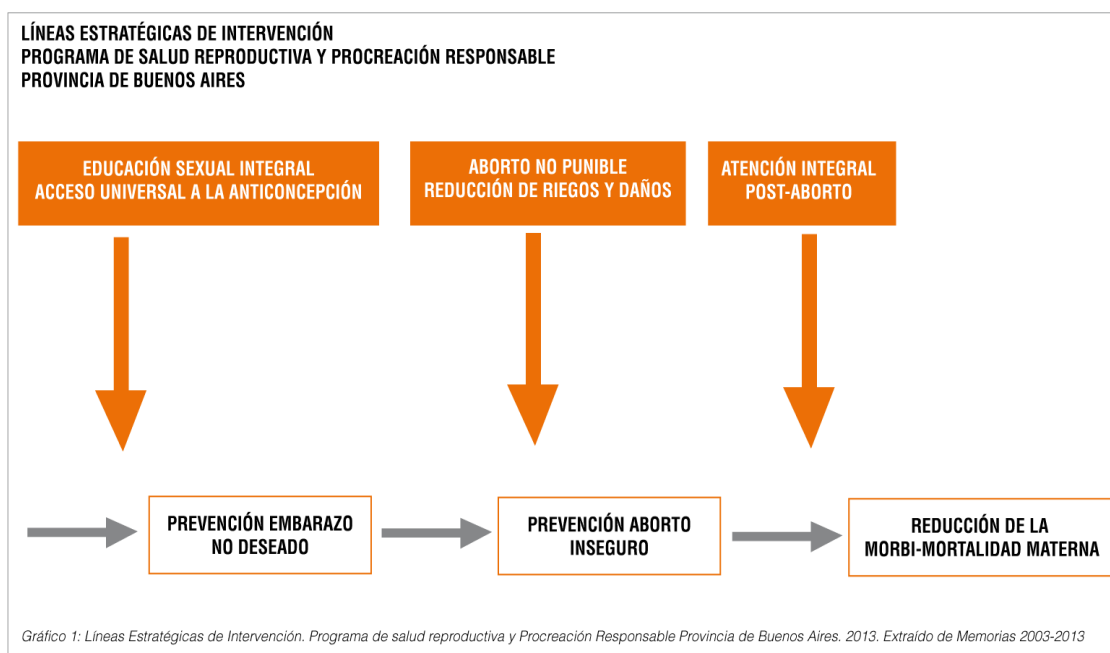 LÍNEAS ESTRATÉGICAS DE INTERVENCIÓN
PROGRAMA DE SALUD REPRODUCTIVA Y PROCREACIÓN RESPONSABLE
PROVINCIA DE BUENOS AIRES
EDUCACIÓN SEXUAL INTEGRAL
ACCESO UNIVERSAL A LA ANTICONCEPCIÓN
ABORTO NO PUNIBLE
REDUCCIÓN DE RIEGOS Y DAÑOS
ATENCIÓN INTEGRAL
POST-ABORTO
PREVENCIÓN EMBARAZO
NO DESEADO
PREVENCIÓN ABORTO
INSEGURO
REDUCCIÓN DE LA
MORBI-MORTALIDAD MATERNA
Gráfico 1: Líneas Estratégicas de Intervención. Programa de salud reproductiva y Procreación Responsable Provincia de Buenos Aires. 2013. Extraído de Memorias 2003-2013